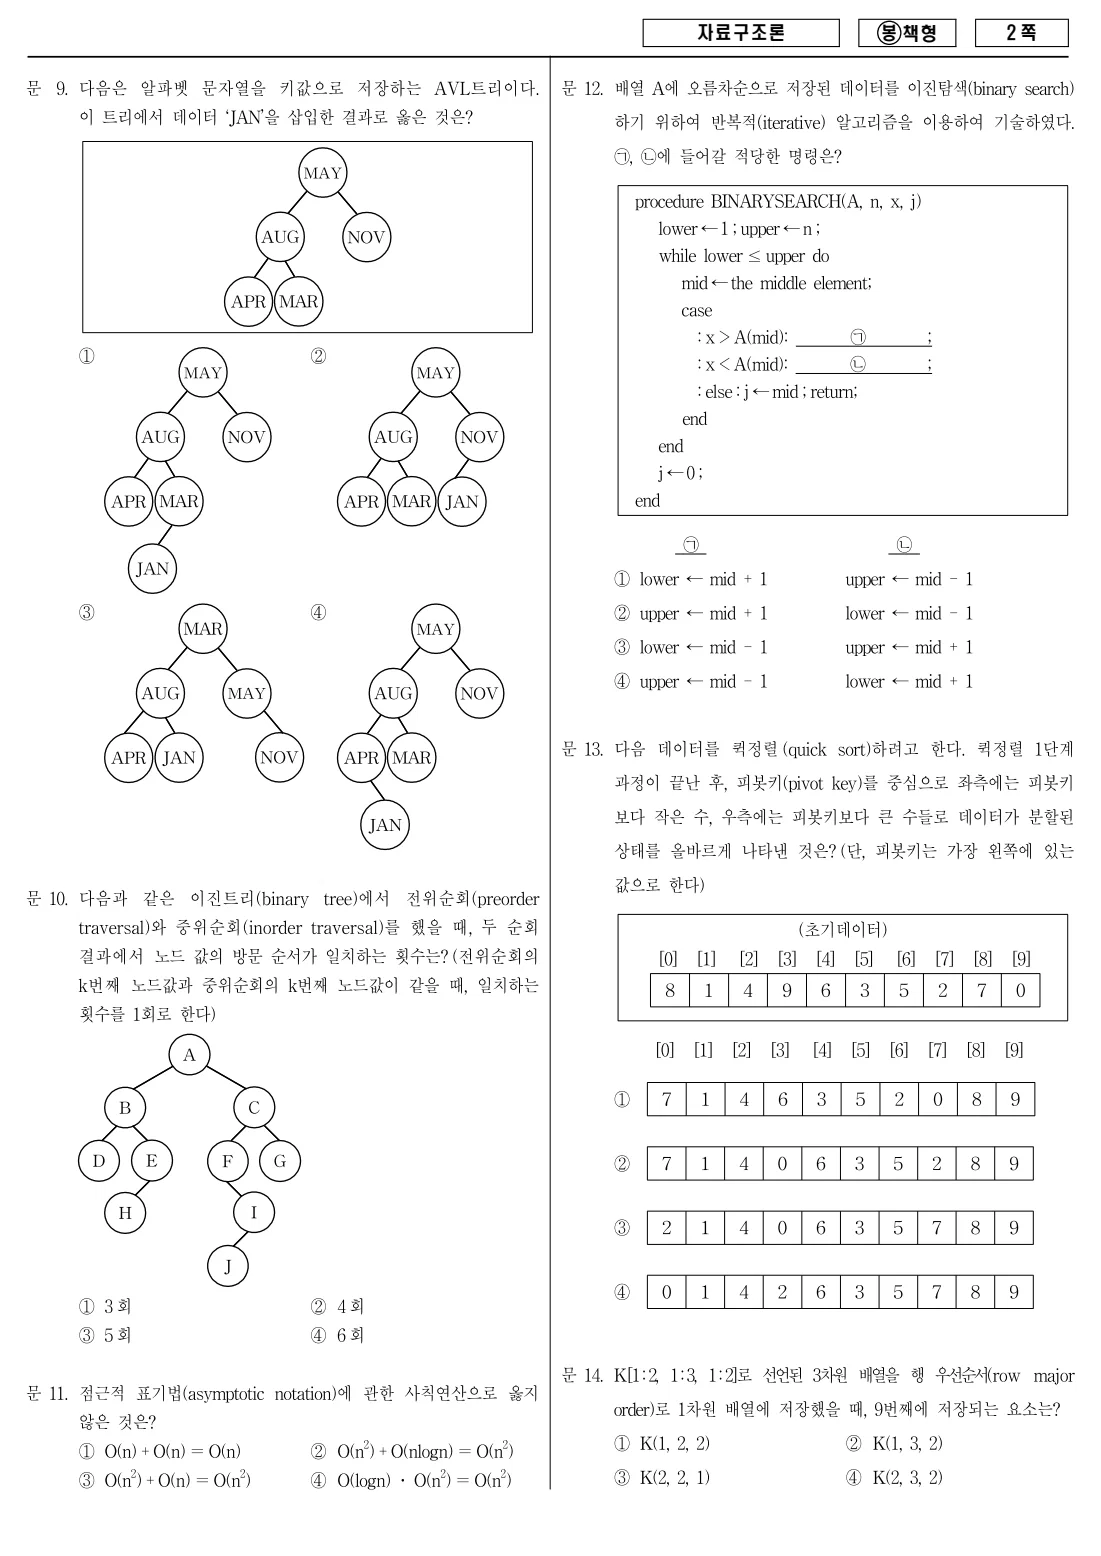 자료구조론
봉책형
2쪽
문 9. 다음은 알파벳 문자열을 키값으로 저장하는 AVL트리이다.
이 트리에서 데이터 ‘JAN’을 삽입한 결과로 옳은 것은?
MAY
AUG NOV
APR MAR
① ②
MAY MAY
AUG NOV AUG NOV
APR MAR APR MAR JAN
JAN
③ ④
MAR MAY
AUG MAY AUG NOV
APR JAN NOV APR MAR
JAN
문 10. 다음과 같은 이진트리(binary tree)에서 전위순회(preorder
traversal)와 중위순회(inorder traversal)를 했을 때, 두 순회
결과에서 노드 값의 방문 순서가 일치하는 횟수는? (전위순회의
k번째 노드값과 중위순회의 k번째 노드값이 같을 때, 일치하는
횟수를 1회로 한다)
A
B C
D E F G
H I
J
① 3회 ② 4회
③ 5회 ④ 6회
문 11. 점근적 표기법(asymptotic notation)에 관한 사칙연산으로 옳지
않은 것은?
① O(n) + O(n) = O(n) ② O(n²) + O(nlogn) = O(n²)
③ O(n²) + O(n) = O(n²) ④ O(logn) · O(n²) = O(n²)
문 12. 배열 A에 오름차순으로 저장된 데이터를 이진탐색(binary search)
하기 위하여 반복적(iterative) 알고리즘을 이용하여 기술하였다.
㉠, ㉡에 들어갈 적당한 명령은?
procedure BINARYSEARCH(A, n, x, j)
lower ← 1 ; upper ← n ;
while lower ≤ upper do
mid ← the middle element;
case
: x > A(mid): ㉠ ;
: x < A(mid): ㉡ ;
: else : j ← mid ; return;
end
end
j ← 0 ;
end
㉠ ㉡
① lower ← mid + 1 upper ← mid - 1
② upper ← mid + 1 lower ← mid - 1
③ lower ← mid - 1 upper ← mid + 1
④ upper ← mid - 1 lower ← mid + 1
문 13. 다음 데이터를 퀵정렬(quick sort)하려고 한다. 퀵정렬 1단계
과정이 끝난 후, 피봇키(pivot key)를 중심으로 좌측에는 피봇키
보다 작은 수, 우측에는 피봇키보다 큰 수들로 데이터가 분할된
상태를 올바르게 나타낸 것은? (단, 피봇키는 가장 왼쪽에 있는
값으로 한다)
(초기데이터)
[0] [1] [2] [3] [4] [5] [6] [7] [8] [9]
8 1 4 9 6 3 5 2 7 0
[0] [1] [2] [3] [4] [5] [6] [7] [8] [9]
① 7 1 4 6 3 5 2 0 8 9
② 7 1 4 0 6 3 5 2 8 9
③ 2 1 4 0 6 3 5 7 8 9
④ 0 1 4 2 6 3 5 7 8 9
문 14. K[1:2, 1:3, 1:2]로 선언된 3차원 배열을 행 우선순서(row major
order)로 1차원 배열에 저장했을 때, 9번째에 저장되는 요소는?
① K(1, 2, 2) ② K(1, 3, 2)
③ K(2, 2, 1) ④ K(2, 3, 2)